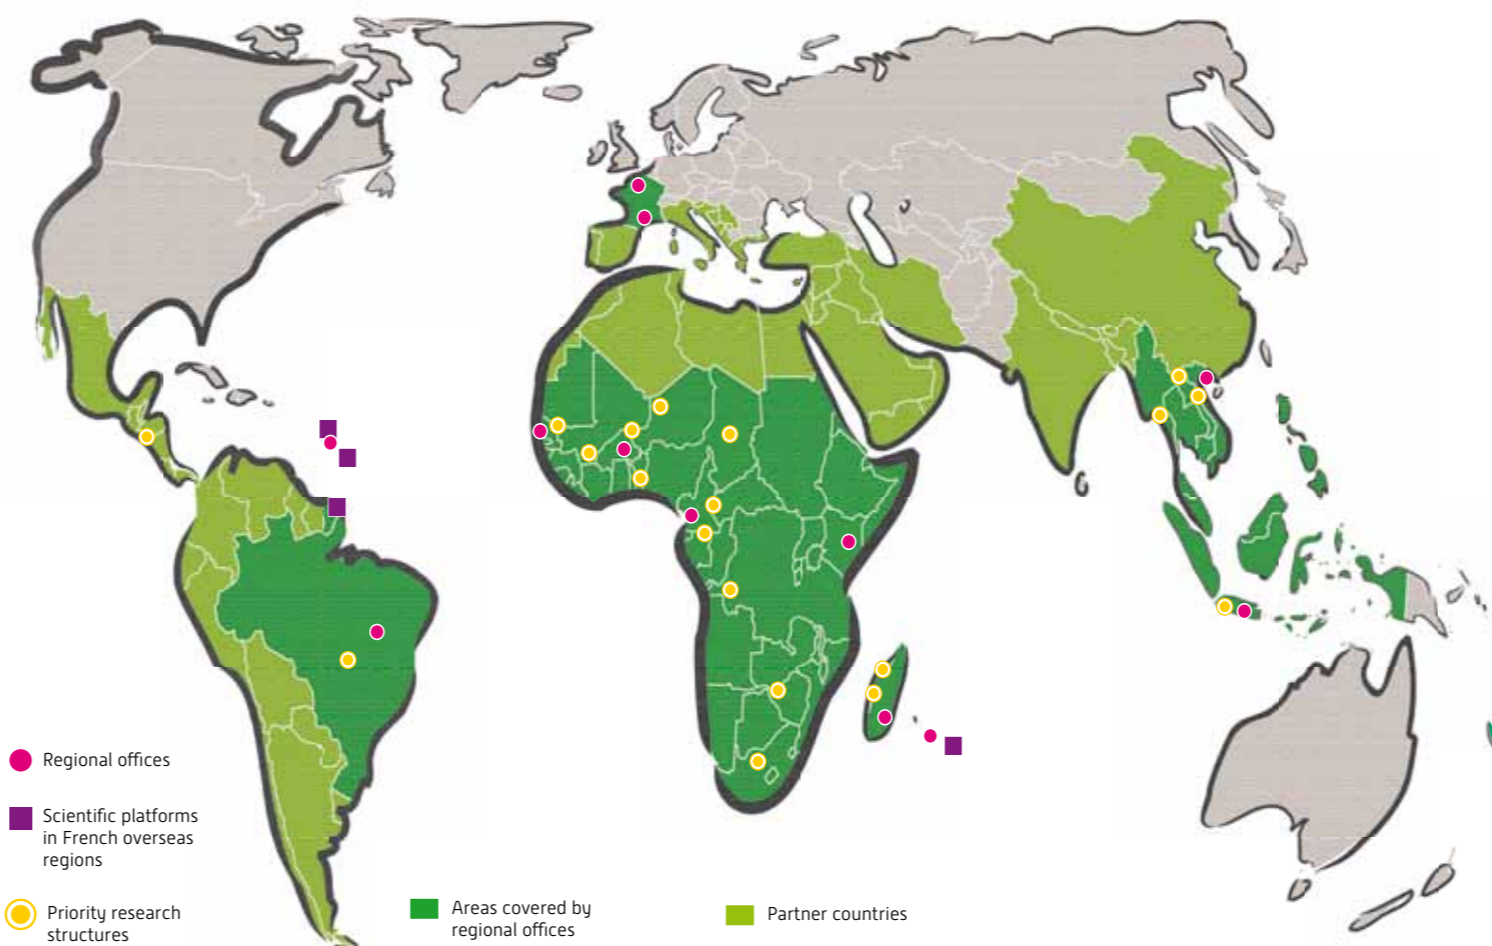 Regional offices
Scientific platforms
in French overseas
regions
Priority research
structures
Areas covered by
regional offices
Partner countries